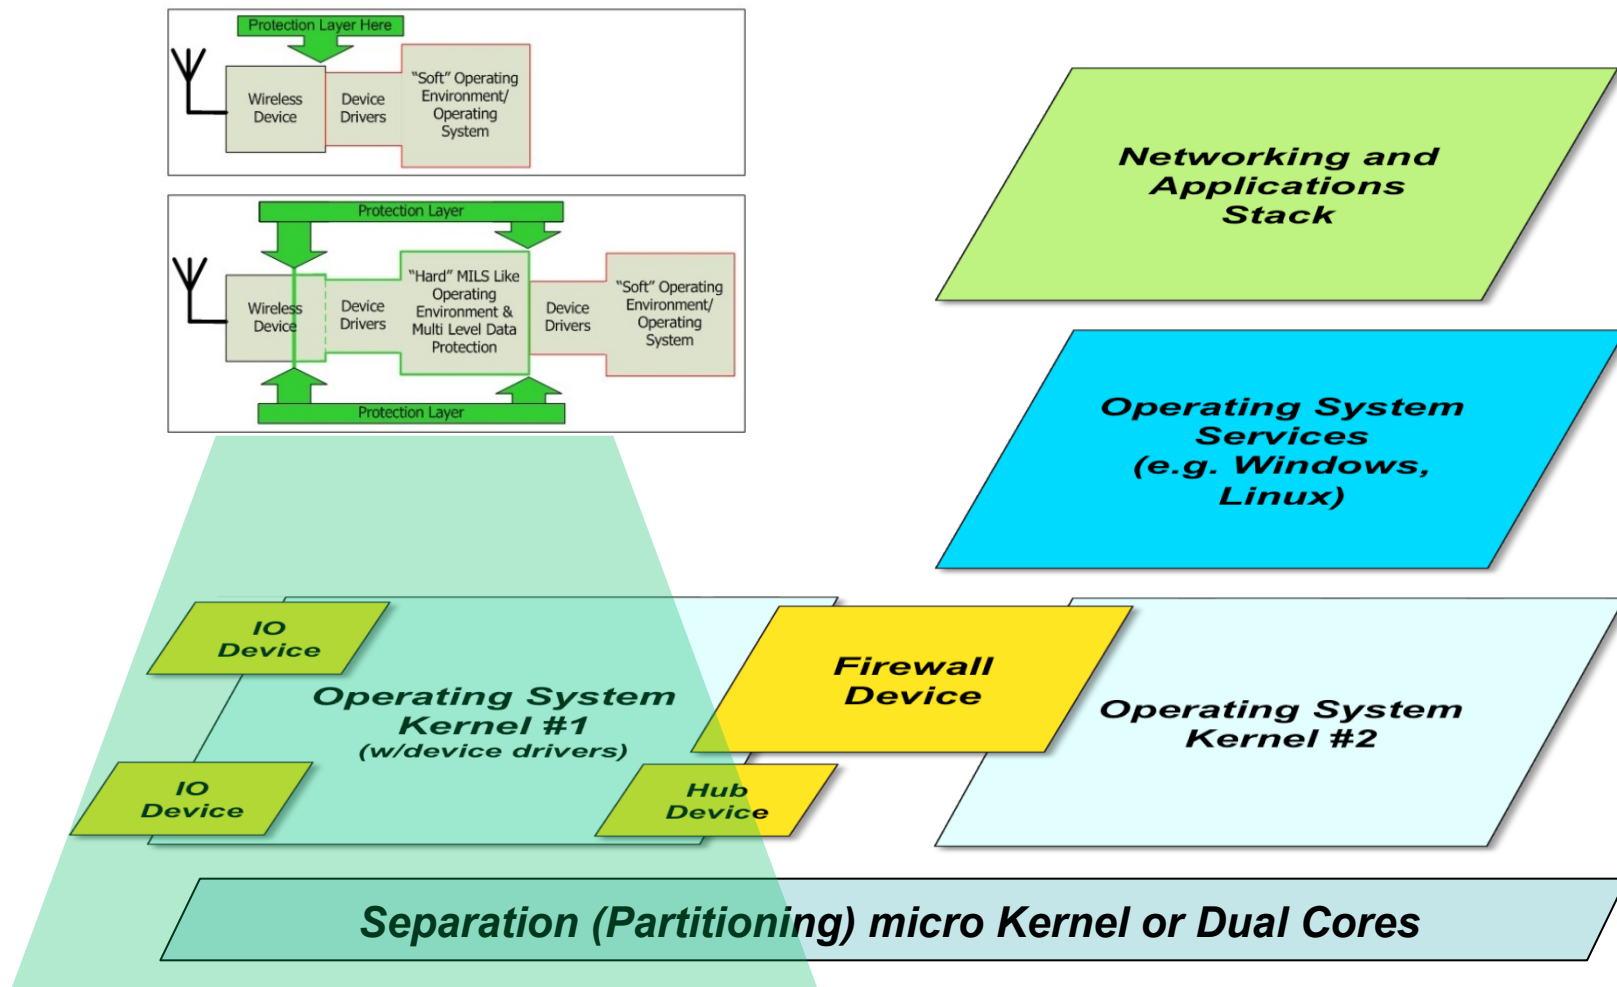 Protection Layer Here
Wireless
Device
Device
Drivers
“Soft” Operating
Environment/
Operating
System
Protection Layer
Wireless
Device
Device
Drivers
“Hard” MILS Like
Operating
Environment &
Multi Level Data
Protection
Device
Drivers
“Soft” Operating
Environment/
Operating
System
Protection Layer
Networking and
Applications
Stack
Operating System
Services
(e.g. Windows,
Linux)
IO
Device
Operating System
Kernel #1
(w/device drivers)
Firewall
Device
Operating System
Kernel #2
IO
Device
Hub
Device
Separation (Partitioning) micro Kernel or Dual Cores